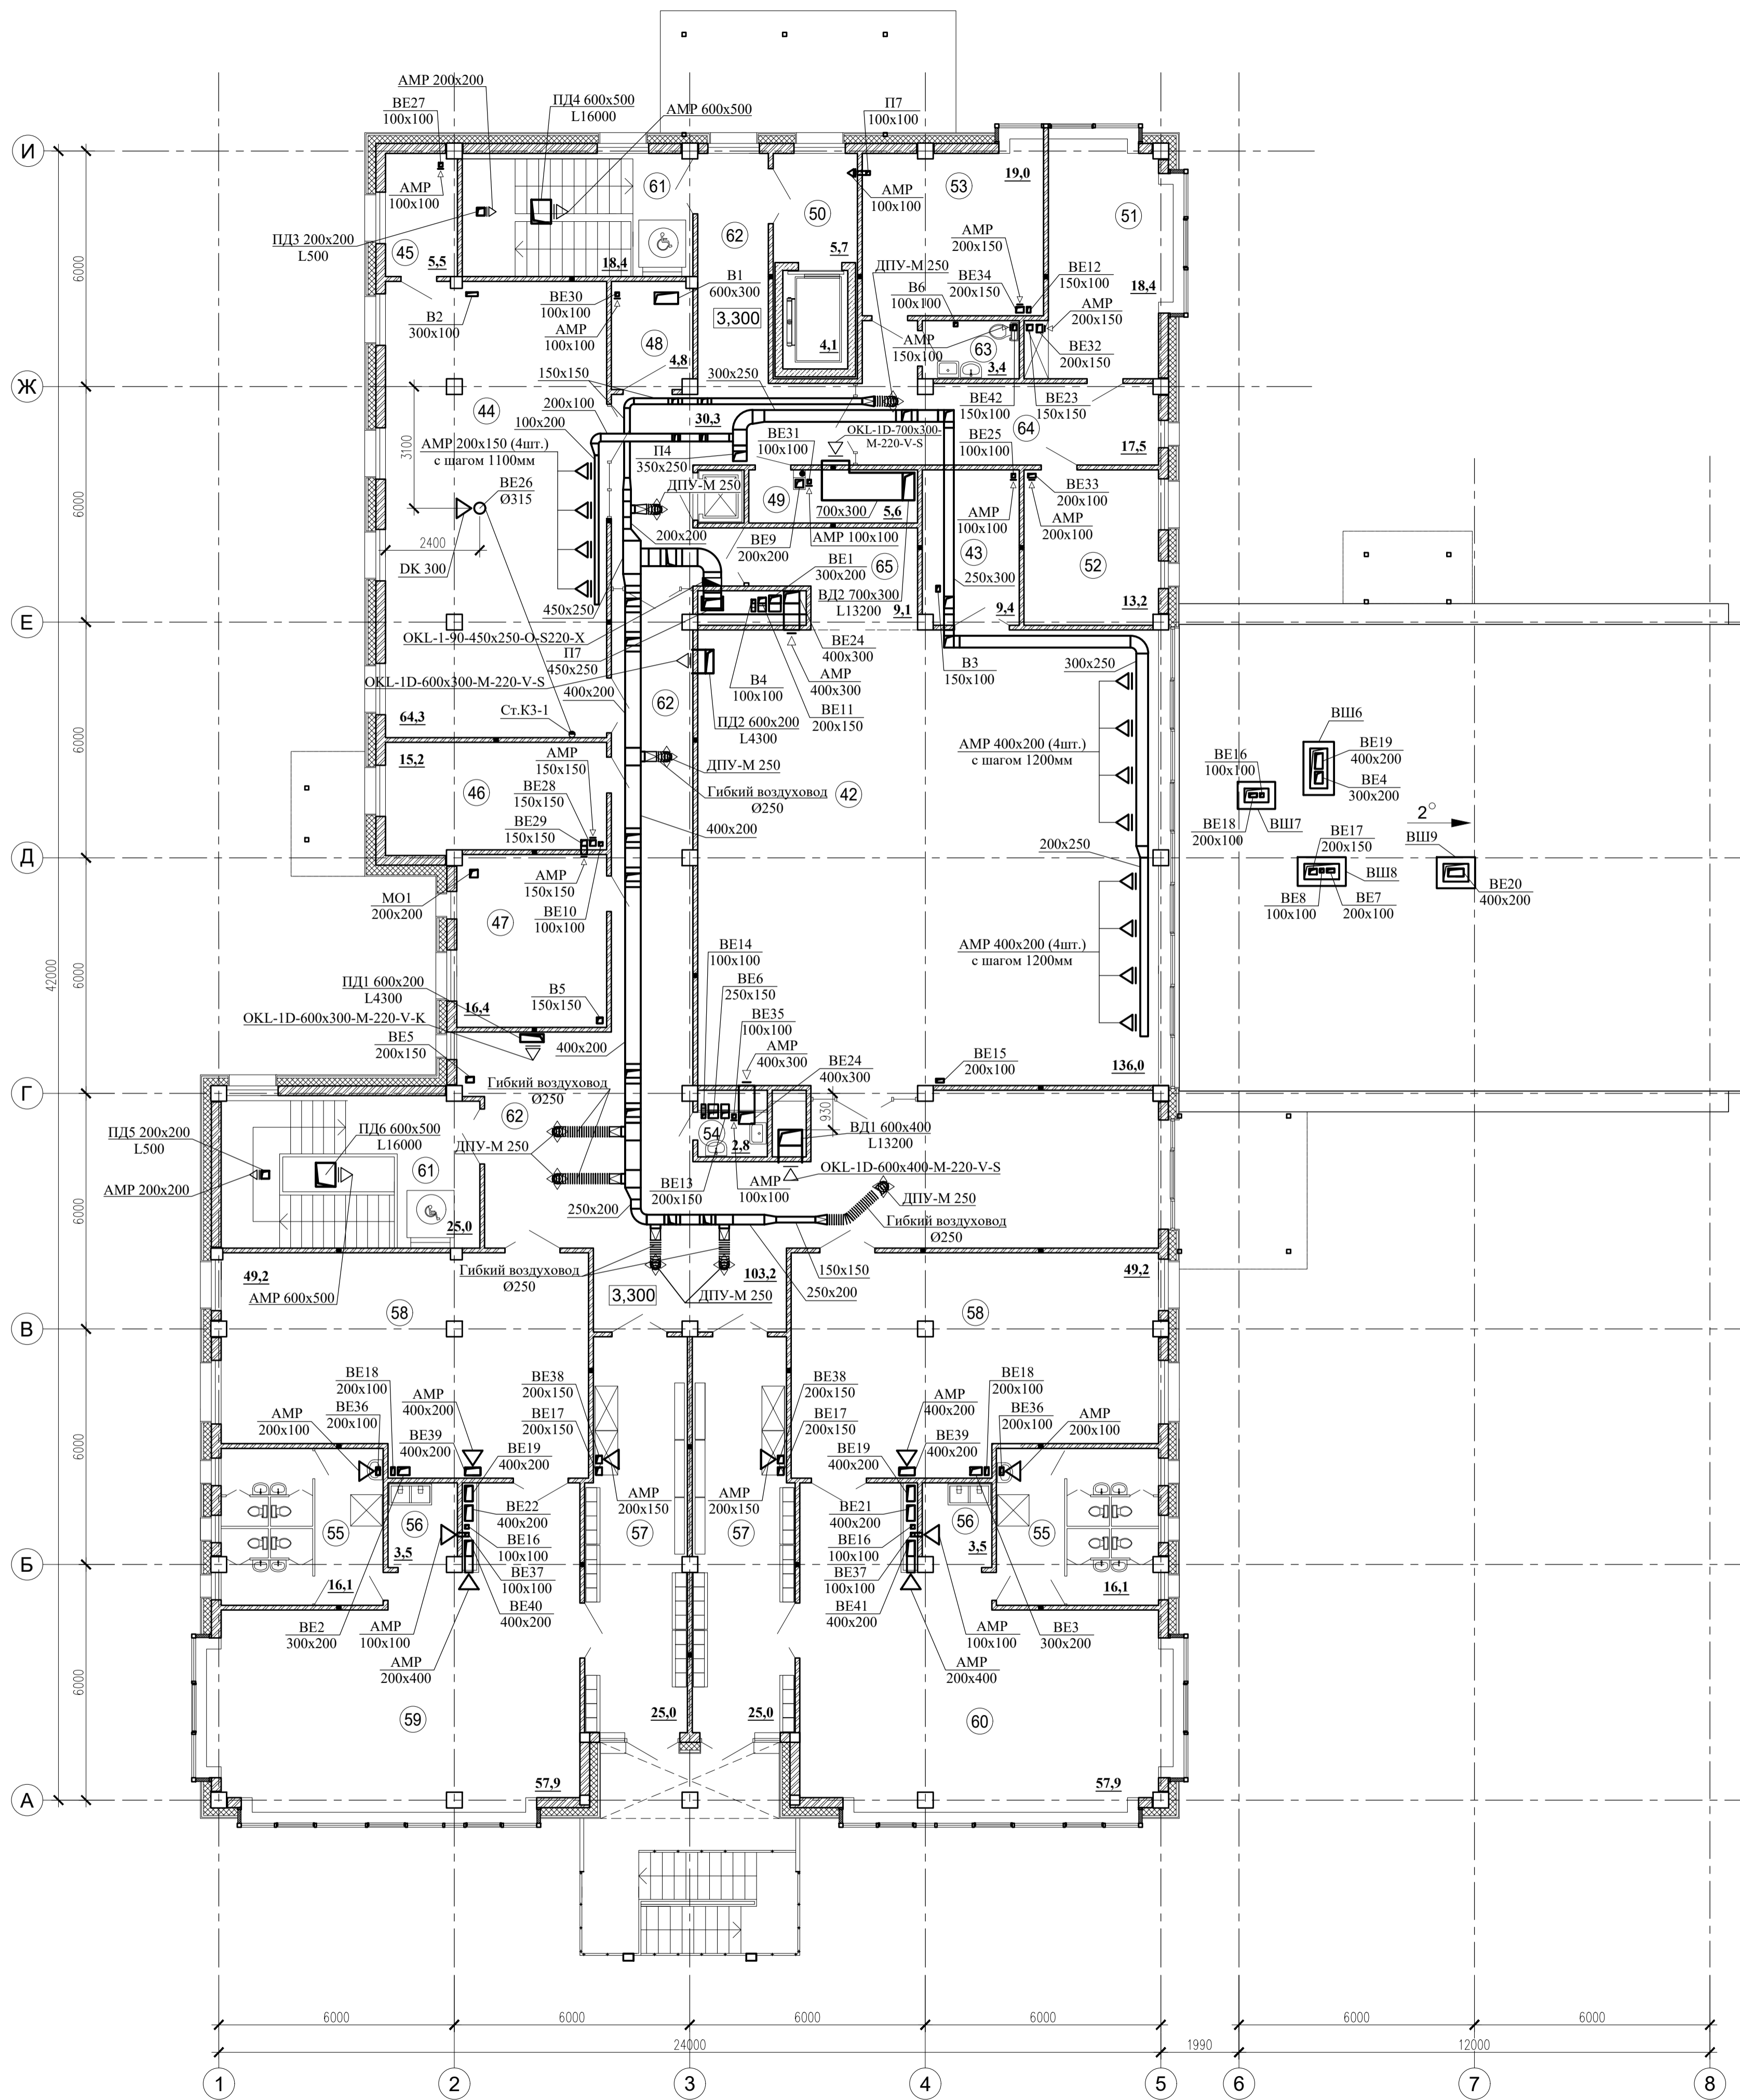 АМР 200х200
ВЕ27
100х100
ПД4 600х500
L16000
АМР 600х500
П7
100х100
И
АМР
100х100
61
50
62
53
19,0
51
АМР
100х100
ПД3 200х200
L500
45
5,5
18,4
5,7
АМР
200х150
ДПУ-М 250
ВЕ34
200х150
ВЕ12
150х100
18,4
В2
300х100
ВЕ30
100х100
АМР
100х100
В1
600х300
3,300
В6
100х100
АМР
200х150
48
4,8
4,1
АМР
150х100
63
3,4
ВЕ32
200х150
Ж
150х150
300х250
44
200х100
30,3
ВЕ42
150х100
ВЕ23
150х150
64
100х200
ВЕ31
100х100
OKL-1D-700х300-
M-220-V-S
ВЕ25
100х100
17,5
3100
АМР 200х150 (4шт.)
с шагом 1100мм
П4
350х250
ВЕ26
Ø315
ДПУ-М 250
49
700х300
5,6
ВЕ33
200х100
АМР
100х100
АМР
200х100
2400
DK 300
200х200
ВЕ9
200х200
АМР 100х100
43
52
ВЕ1
300х200
65
250х300
450х250
ВД2 700х300
L13200
9,1
9,4
13,2
Е
OKL-1-90-450х250-O-S220-X
П7
450х250
ВЕ24
400х300
В3
150х100
300х250
OKL-1D-600х300-M-220-V-S
400х200
В4
100х100
АМР
400х300
ВЕ11
200х150
62
64,3
Ст.К3-1
ПД2 600х200
L4300
15,2
АМР
150х150
ДПУ-М 250
АМР 400х200 (4шт.)
с шагом 1200мм
ВШ6
ВЕ19
400х200
ВЕ16
100х100
ВЕ4
300х200
46
ВЕ28
150х150
Гибкий воздуховод
Ø250
42
ВЕ29
150х150
400х200
ВЕ18
200х100
ВШ7
ВЕ17
200х150
2°
ВШ9
Д
200х250
АМР
150х150
МО1
200х200
ВЕ10
100х100
ВШ8
ВЕ8
100х100
ВЕ7
200х100
ВЕ20
400х200
47
ВЕ14
100х100
АМР 400х200 (4шт.)
с шагом 1200мм
ПД1 600х200
L4300
16,4
В5
150х150
ВЕ6
250х150
OKL-1D-600х300-M-220-V-K
ВЕ5
200х150
400х200
ВЕ35
100х100
АМР
400х300
ВЕ24
400х300
ВЕ15
200х100
136,0
Г
Гибкий воздуховод
Ø250
62
930
ПД5 200х200
L500
ПД6 600х500
L16000
ДПУ-М 250
54
2,8
ВД1 600х400
L13200
61
АМР 200х200
ВЕ13
200х150
АМР
100х100
OKL-1D-600х400-M-220-V-S
ДПУ-М 250
250х200
Гибкий воздуховод
Ø250
25,0
49,2
Гибкий воздуховод
Ø250
103,2
150х150
49,2
АМР 600х500
3,300
ДПУ-М 250
250х200
58
58
В
ВЕ18
200х100
АМР
400х200
ВЕ38
200х150
ВЕ38
200х150
АМР
400х200
ВЕ18
200х100
АМР
200х100
ВЕ36
200х100
ВЕ17
200х150
ВЕ17
200х150
ВЕ36
200х100
АМР
200х100
ВЕ39
400х200
ВЕ19
400х200
ВЕ19
400х200
ВЕ39
400х200
АМР
200х150
АМР
200х150
55
56
ВЕ22
400х200
57
57
ВЕ21
400х200
56
55
3,5
ВЕ16
100х100
ВЕ16
100х100
3,5
Б
16,1
ВЕ37
100х100
ВЕ37
100х100
16,1
ВЕ2
300х200
АМР
100х100
ВЕ40
400х200
ВЕ41
400х200
АМР
100х100
ВЕ3
300х200
АМР
200х400
АМР
200х400
59
25,0
25,0
60
57,9
57,9
А
6000
6000
6000
6000
6000
6000
6000
42000
6000
6000
6000
6000
6000
6000
24000
1990
12000
1
2
3
4
5
6
7
8